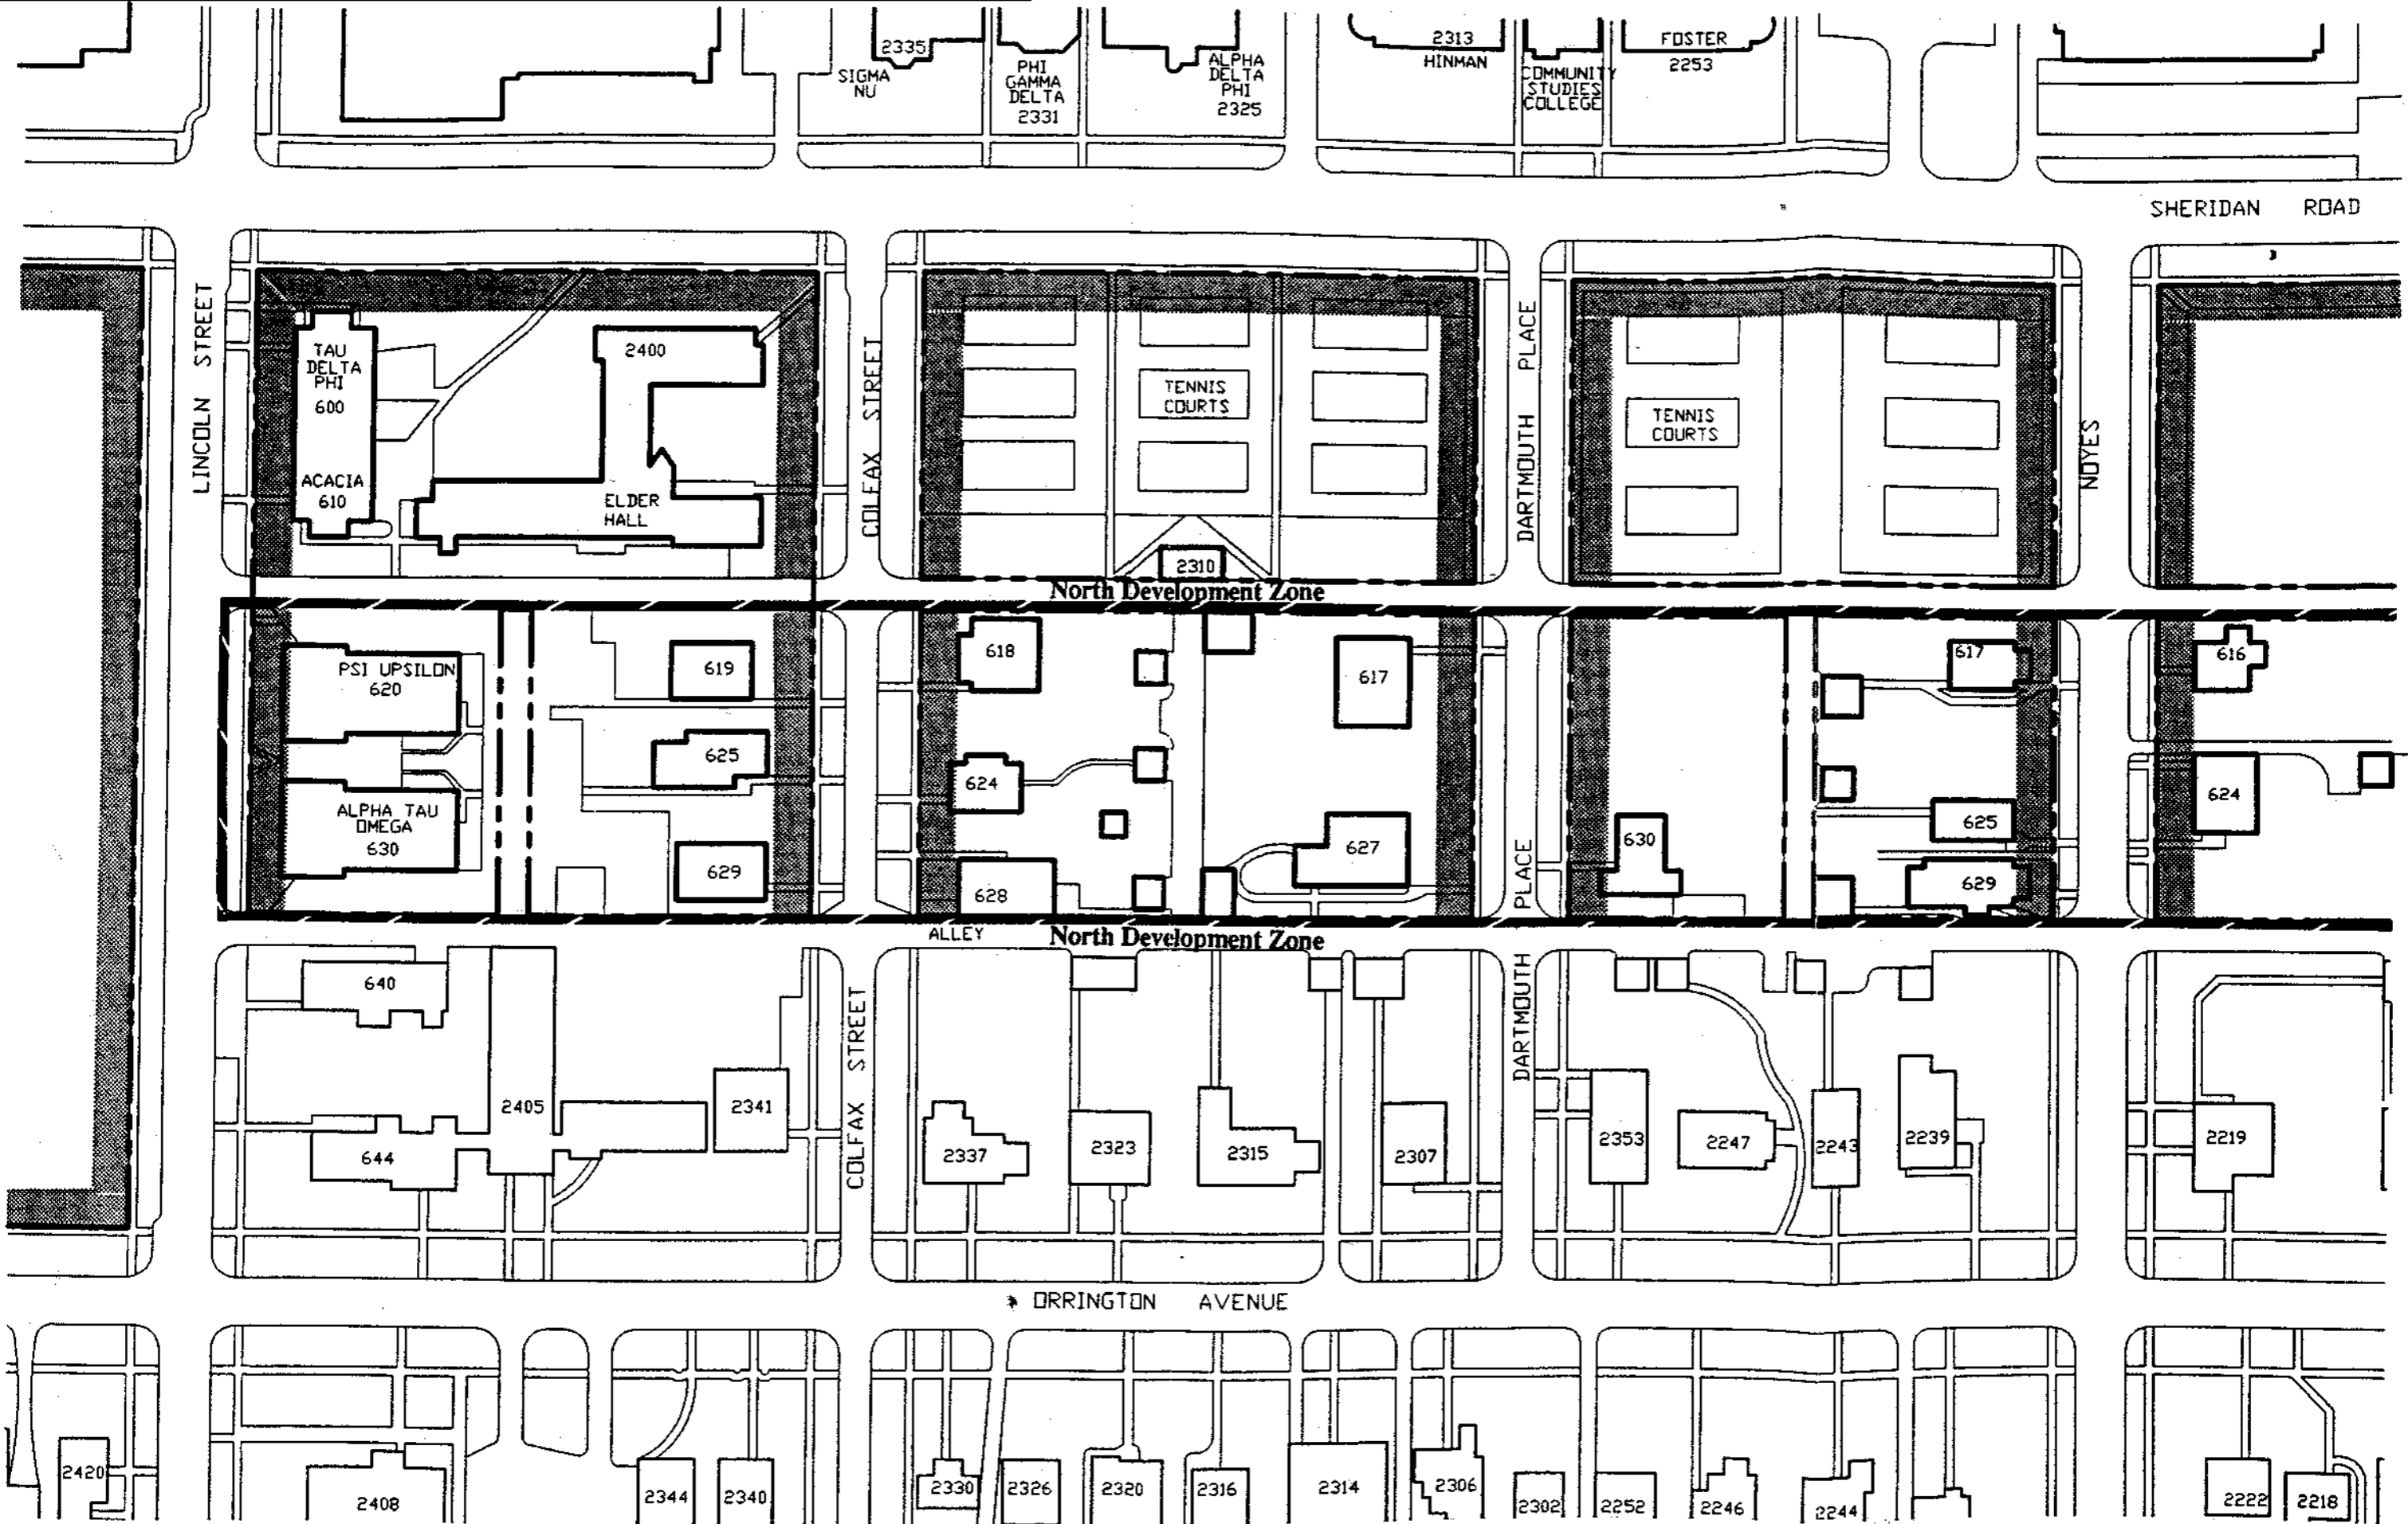 2335
SIGMA
NU
PHI
GAMMA
DELTA
2331
ALPHA
DELTA
PHI
2325
2313
HINMAN
COMMUNITY
STUDIES
COLLEGE
FOSTER
2253
SHERIDAN ROAD
LINCOLN STREET
TAU
DELTA
PHI
600
ACACIA
610
2400
ELDER
HALL
COLFAX STREET
TENNIS
COURTS
2310
DARTMOUTH PLACE
TENNIS
COURTS
NOYES
North Development Zone
PSI UPSILON
620
ALPHA TAU
OMEGA
630
619
625
629
618
624
628
617
627
PLACE
630
617
625
629
616
624
ALLEY
North Development Zone
640
644
2405
2341
COLFAX STREET
2337
2323
2315
2307
DARTMOUTH
2353
2247
2243
2239
2219
ORRINGTON AVENUE
2420
2408
2344
2340
2330
2326
2320
2316
2314
2306
2302
2252
2246
2244
2222
2218